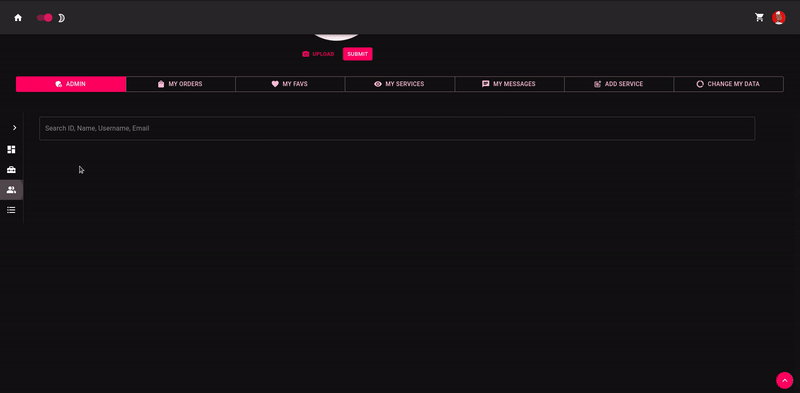 UPLOAD
SUBMIT
ADMIN
MY ORDERS
MY FAVS
MY SERVICES
MY MESSAGES
ADD SERVICE
CHANGE MY DATA
Search ID, Name, Username, Email